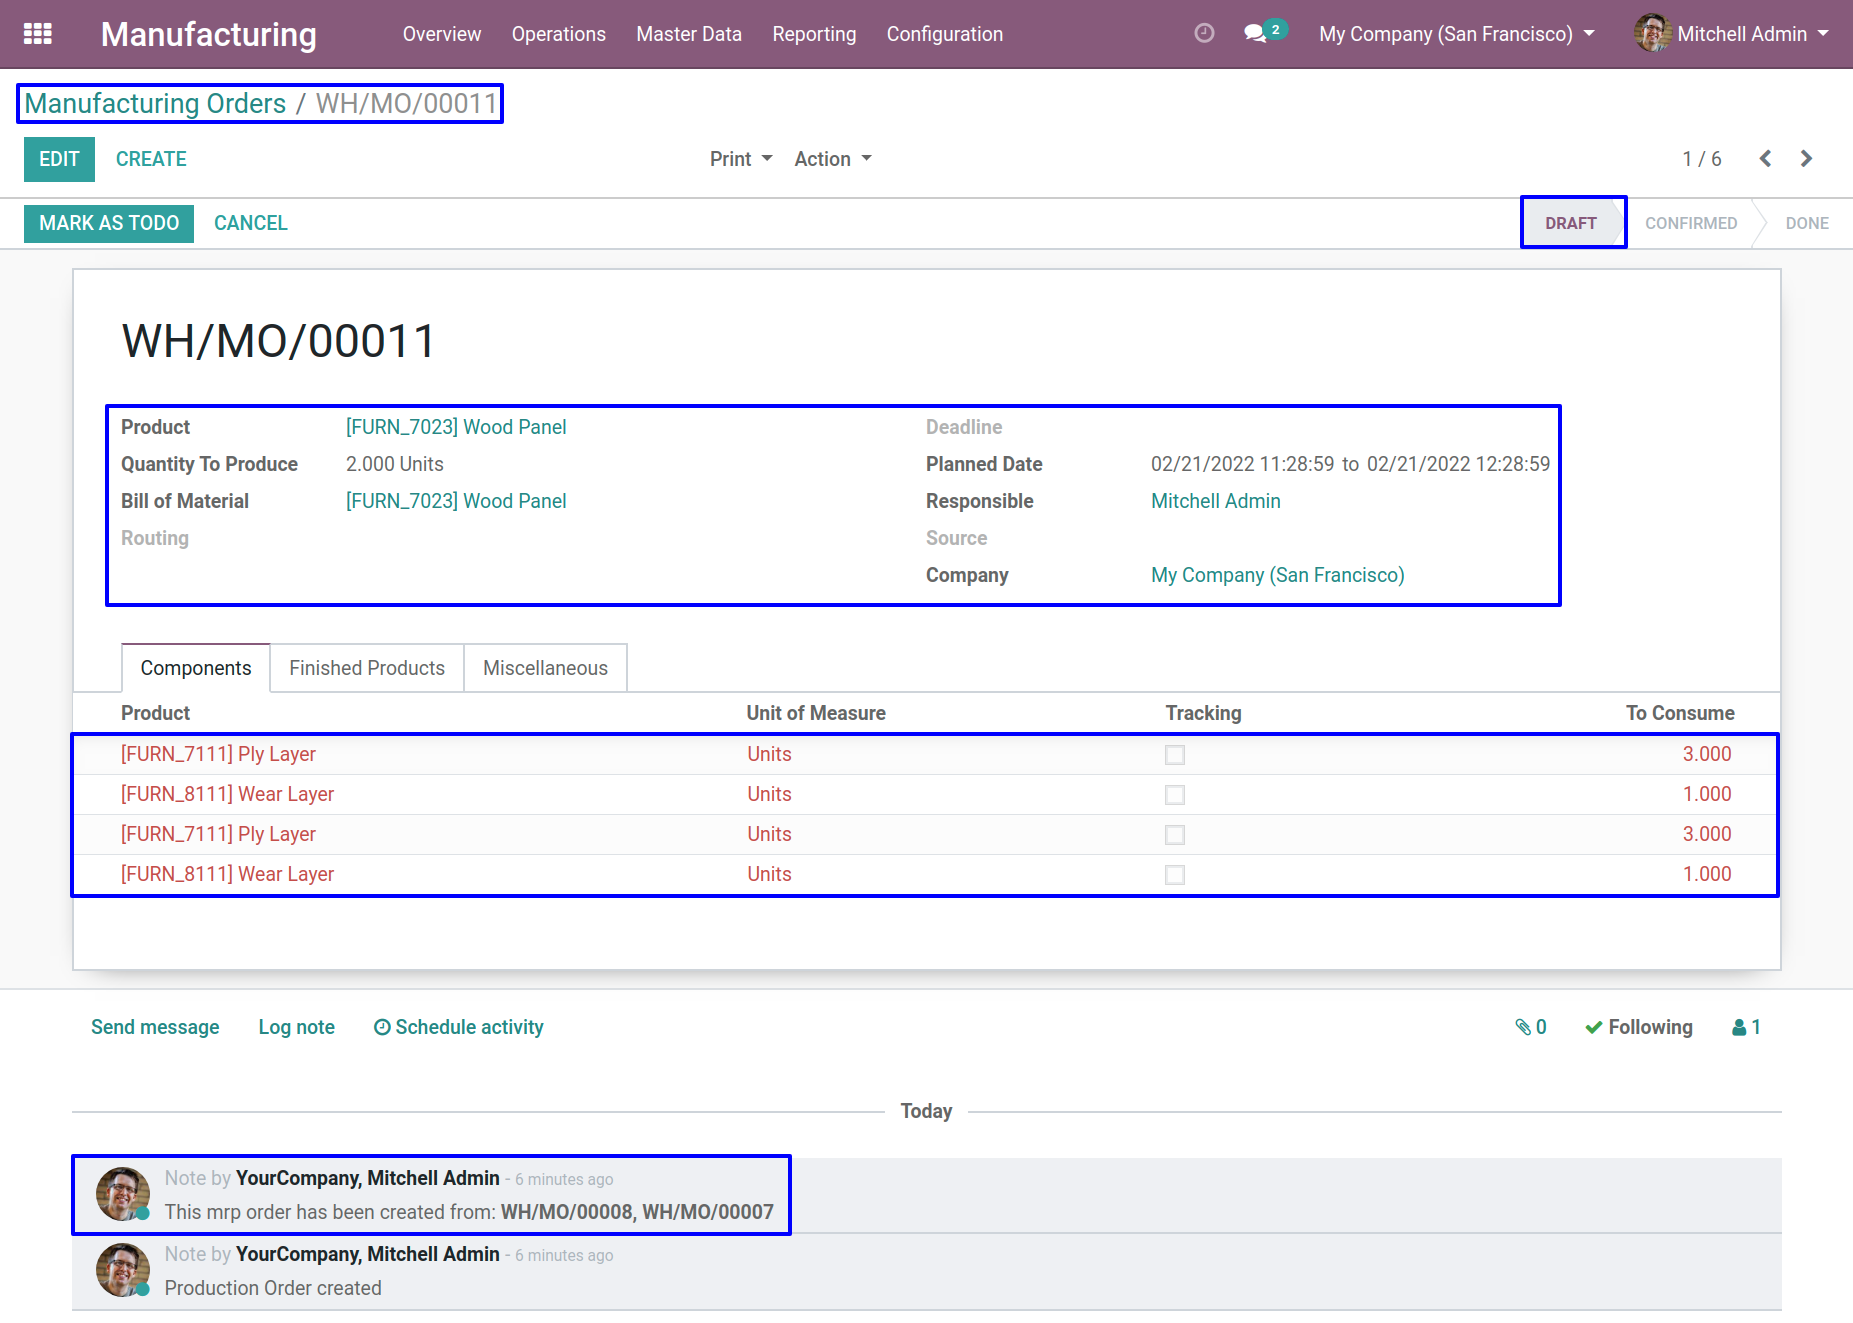 Manufacturing Overview Operations Master Data Reporting Configuration 2 My Company (San Francisco) Mitchell Admin
Manufacturing Orders / WH/MO/00011
EDIT CREATE Print Action 1 / 6
MARK AS TODO CANCEL DRAFT CONFIRMED DONE
WH/MO/00011
Product [FURN_7023] Wood Panel Deadline
Quantity To Produce 2.000 Units Planned Date 02/21/2022 11:28:59 to 02/21/2022 12:28:59
Bill of Material [FURN_7023] Wood Panel Responsible Mitchell Admin
Routing Source
Company My Company (San Francisco)
Components Finished Products Miscellaneous
Product Unit of Measure Tracking To Consume
[FURN_7111] Ply Layer Units 3.000
[FURN_8111] Wear Layer Units 1.000
[FURN_7111] Ply Layer Units 3.000
[FURN_8111] Wear Layer Units 1.000
Send message Log note Schedule activity 0 Following 1
Today
Note by YourCompany, Mitchell Admin - 6 minutes ago
This mrp order has been created from: WH/MO/00008, WH/MO/00007
Note by YourCompany, Mitchell Admin - 6 minutes ago
Production Order created